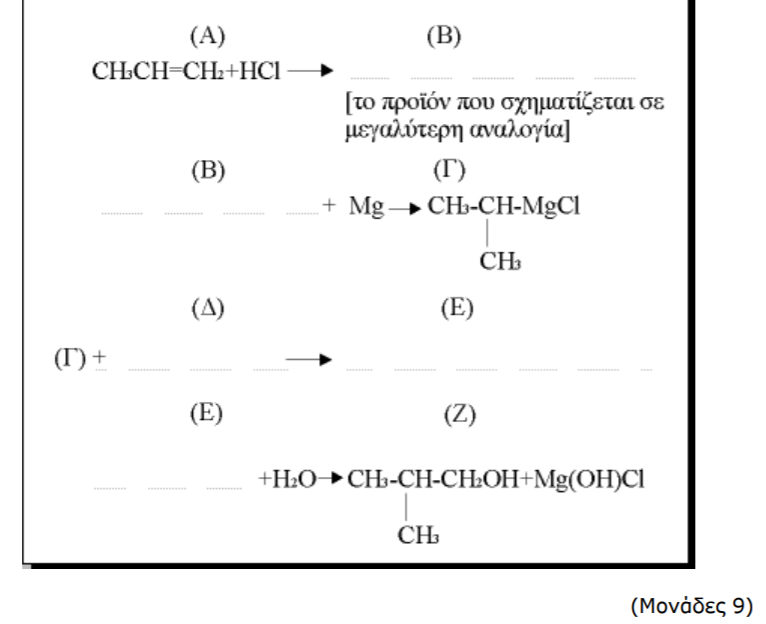 (Α) (Β)
CH₃CH=CH₂+HCl
[το προϊόν που σχηματίζεται σε
μεγαλύτερη αναλογία]
(Β) (Γ)
+ Mg → CH₃-CH-MgCl
CH₃
(Δ) (Ε)
(Γ) + →
(Ε) (Ζ)
+H₂O→CH₃-CH-CH₂OH+Mg(OH)Cl
CH₃
(Μονάδες 9)